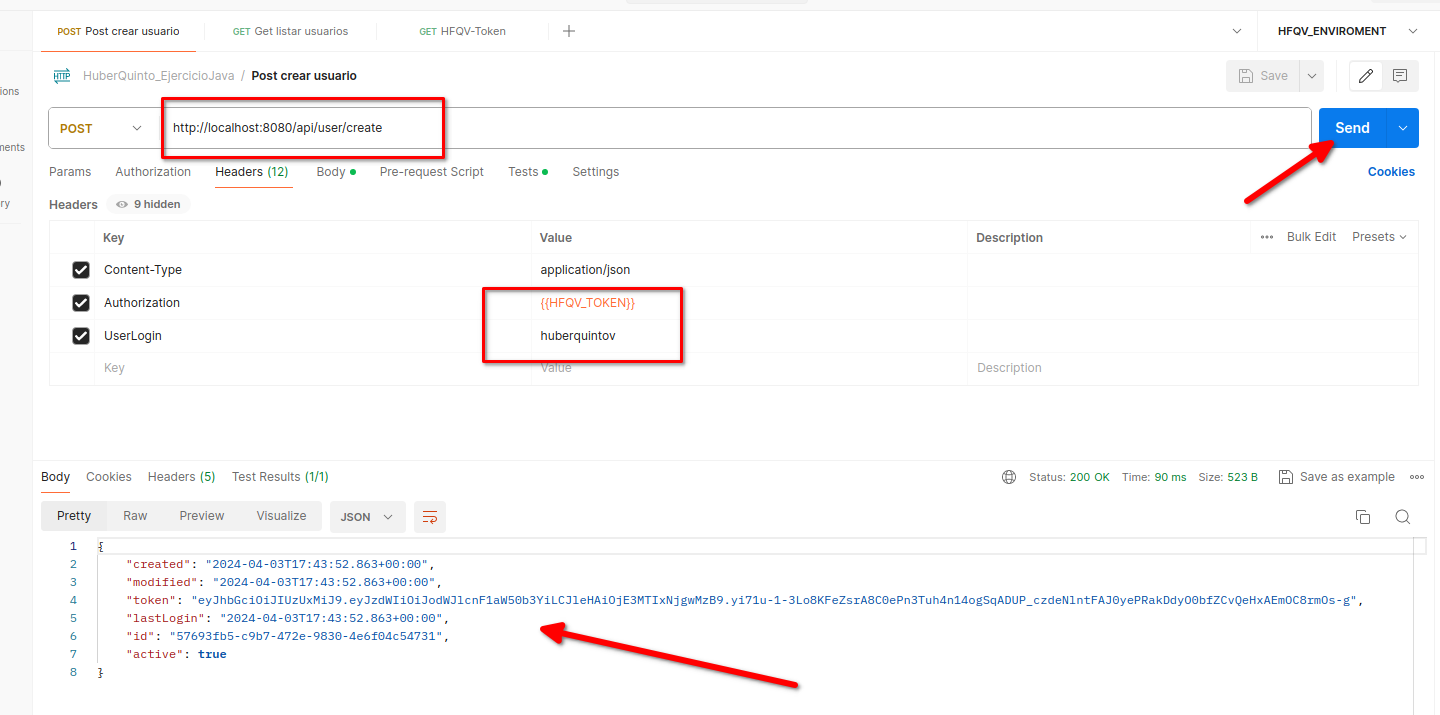 POST Post crear usuario GET Get listar usuarios GET HFQV-Token HFQV_ENVIROMENT
HTTP HuberQuinto_EjercicioJava / Post crear usuario Save
ions
POST http://localhost:8080/api/user/create Send
ments
Params Authorization Headers (12) Body Pre-request Script Tests Settings Cookies
ry
Headers 9 hidden
Key Value Description Bulk Edit Presets
Content-Type application/json
Authorization {{HFQV_TOKEN}}
UserLogin huberquintov
Key Value Description
Body Cookies Headers (5) Test Results (1/1) Status: 200 OK Time: 90 ms Size: 523 B Save as example
Pretty Raw Preview Visualize JSON
1 {
2 "created": "2024-04-03T17:43:52.863+00:00",
3 "modified": "2024-04-03T17:43:52.863+00:00",
4 "token": "eyJhbGciOiJIUzUxMiJ9.eyJzdWIiOiJodWJlcnF1aW50b3YiLCJleHAiOjE3MTIxNjgwMzB9.yi71u-1-3Lo8KFeZsrA8C0ePn3Tuh4n14ogSqADUP_czdeNlntFAJ0yePRakDdyO0bfZCvQeHxAEmOC8rmOs-g",
5 "lastLogin": "2024-04-03T17:43:52.863+00:00",
6 "id": "57693fb5-c9b7-472e-9830-4e6f04c54731",
7 "active": true
8 }